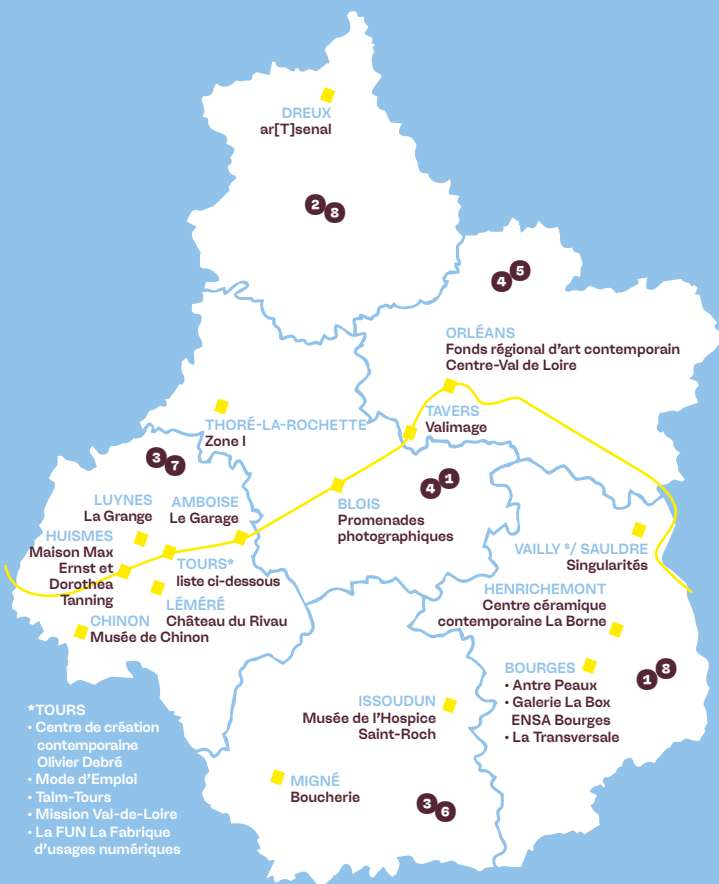 DREUX
ar[T]senal
2 8
4 5
ORLÉANS
Fonds régional d'art contemporain
Centre-Val de Loire
THORÉ-LA-ROCHETTE
Zone I
TAVERS
Valimage
3 7
4 1
LUYNES
La Grange
AMBOISE
Le Garage
BLOIS
Promenades
photographiques
HUISMES
Maison Max
Ernst et
Dorothea
Tanning
TOURS*
liste ci-dessous
VAILLY s/ SAULDRE
Singularités
LÉMÉRÉ
Château du Rivau
CHINON
Musée de Chinon
HENRICHEMONT
Centre céramique
contemporaine La Borne
BOURGES
• Antre Peaux
• Galerie La Box
ENSA Bourges
• La Transversale
1 8
ISSOUDUN
Musée de l'Hospice
Saint-Roch
MIGNÉ
Boucherie
3 6
*TOURS
• Centre de création
contemporaine
Olivier Debré
• Mode d'Emploi
• Talm-Tours
• Mission Val-de-Loire
• La FUN La Fabrique
d'usages numériques